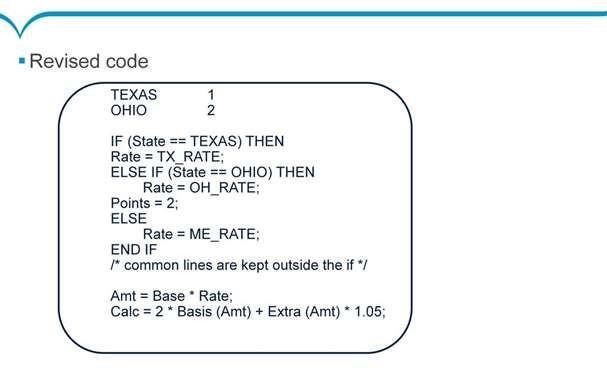 Revised code
TEXAS 1
OHIO 2
IF (State == TEXAS) THEN
Rate = TX_RATE;
ELSE IF (State == OHIO) THEN
Rate = OH_RATE;
Points = 2;
ELSE
Rate = ME_RATE;
END IF
/* common lines are kept outside the if */
Amt = Base * Rate;
Calc = 2 * Basis (Amt) + Extra (Amt) * 1.05;